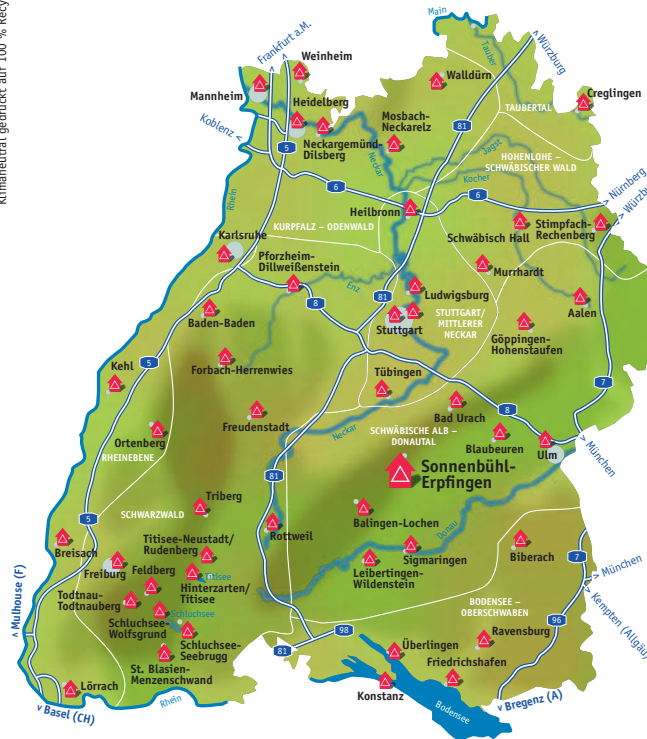 Klimaneutral gedruckt auf 100 % Recy
Main
Frankfurt a.M.
Weinheim
Tauber
Würzburg
Mannheim
Walldürn
Creglingen
Heidelberg
TAUBERTAL
Koblenz
Mosbach-
Neckarelz
81
5
Neckargemünd-
Dilsberg
Neckar
Jagst
HOHENLOHE –
SCHWÄBISCHER WALD
Kocher
6
6
Nürnberg
Würzbu
Rhein
Heilbronn
KURPFALZ – ODENWALD
Schwäbisch Hall
Stimpfach-
Rechenberg
Karlsruhe
Pforzheim-
Dillweißenstein
Murrhardt
Enz
81
Ludwigsburg
8
Aalen
Baden-Baden
Stuttgart
STUTTGART/
MITTLERER
NECKAR
Göppingen-
Hohenstaufen
5
Kehl
Forbach-Herrenwies
Tübingen
7
8
Freudenstadt
Bad Urach
Neckar
SCHWÄBISCHE ALB –
DONAUTAL
Ortenberg
Blaubeuren
Ulm
München
RHEINEBENE
Sonnenbühl-
Erpfingen
81
Triberg
5
SCHWARZWALD
Rottweil
Balingen-Lochen
Donau
Breisach
Titisee-Neustadt/
Rudenberg
Sigmaringen
Biberach
7
Freiburg
Feldberg
Titisee
Hinterzarten/
Titisee
Leibertingen-
Wildenstein
München
Mulhouse (F)
Todtnau-
Todtnauberg
Schluchsee
BODENSEE –
OBERSCHWABEN
Kempten (Allgäu)
96
Schluchsee-
Wolfsgrund
98
Ravensburg
Schluchsee-
Seebrugg
81
Überlingen
St. Blasien-
Menzenschwand
Friedrichshafen
Lörrach
Konstanz
Rhein
Bodensee
Bregenz (A)
Basel (CH)